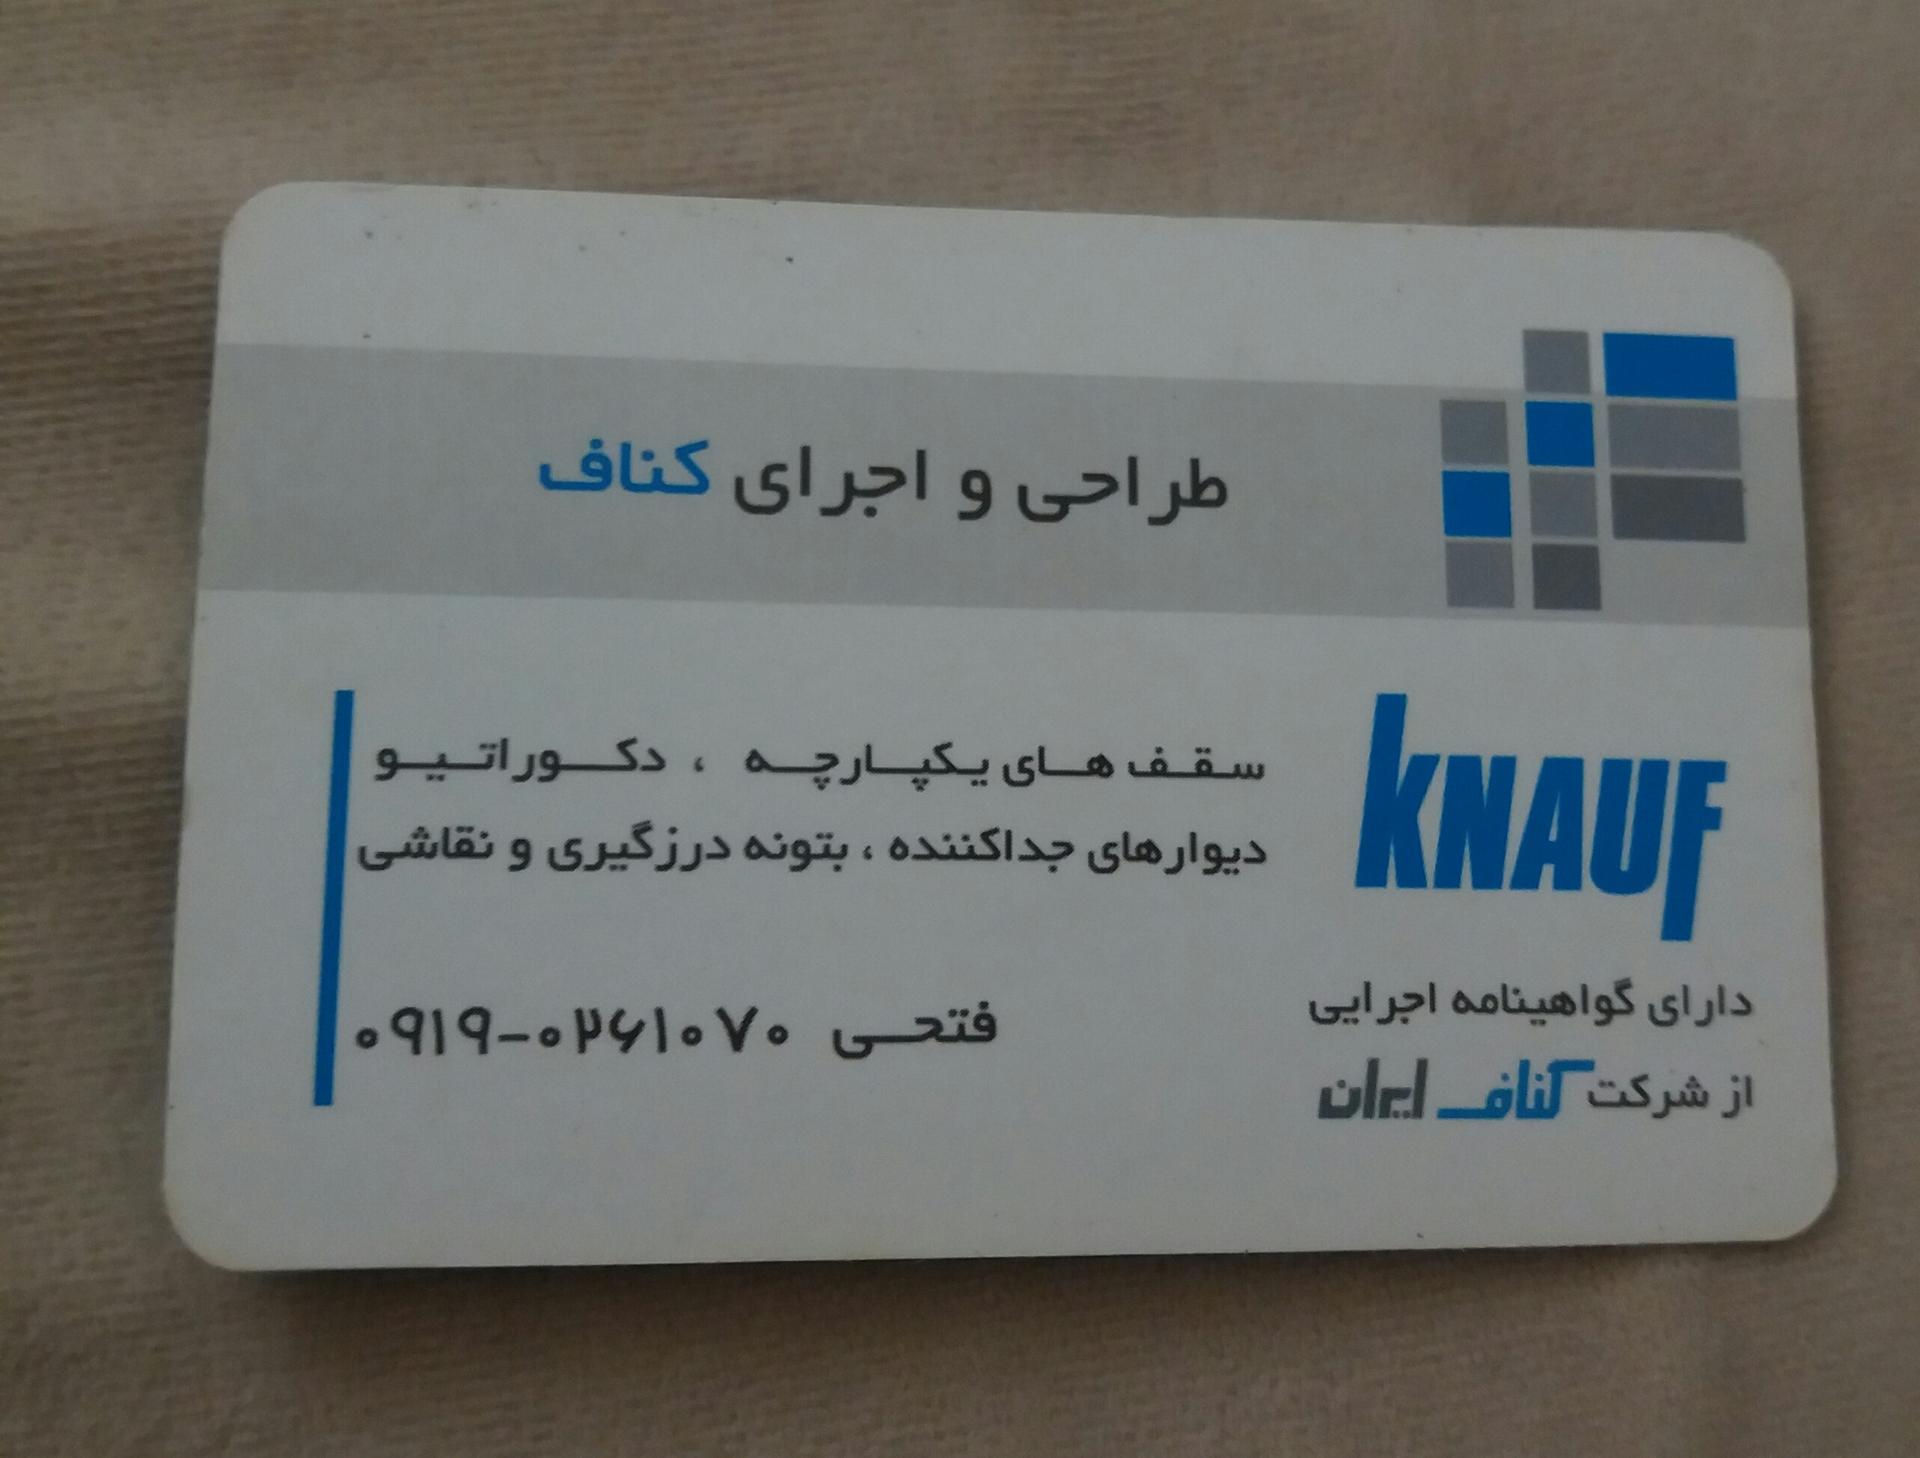 طراحی و اجرای کناف
KNAUF
دارای گواهینامه اجرایی
از شرکت کناف ایران
سقف های یکپارچه ، دکوراتیو
دیوارهای جداکننده ، بتونه درزگیری و نقاشی
فتحی ۰۹۱۹-۰۲۶۱۰۷۰